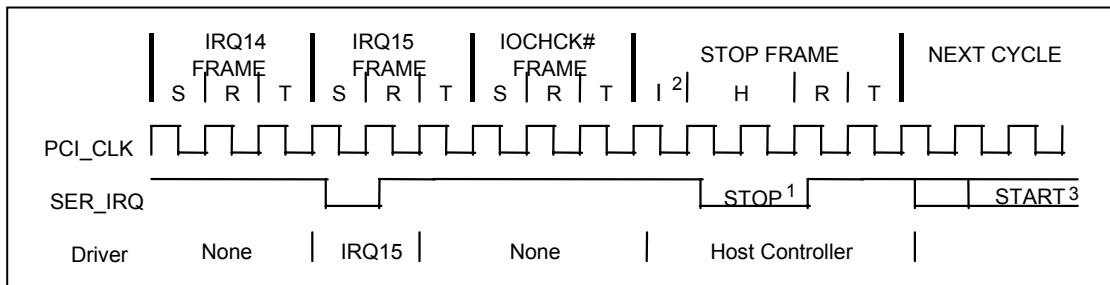 IRQ14
FRAME
IRQ15
FRAME
IOCHCK#
FRAME
STOP FRAME
NEXT CYCLE
S R T S R T S R T I 2 H R T
PCI_CLK
SER_IRQ STOP 1 START 3
Driver None IRQ15 None Host Controller